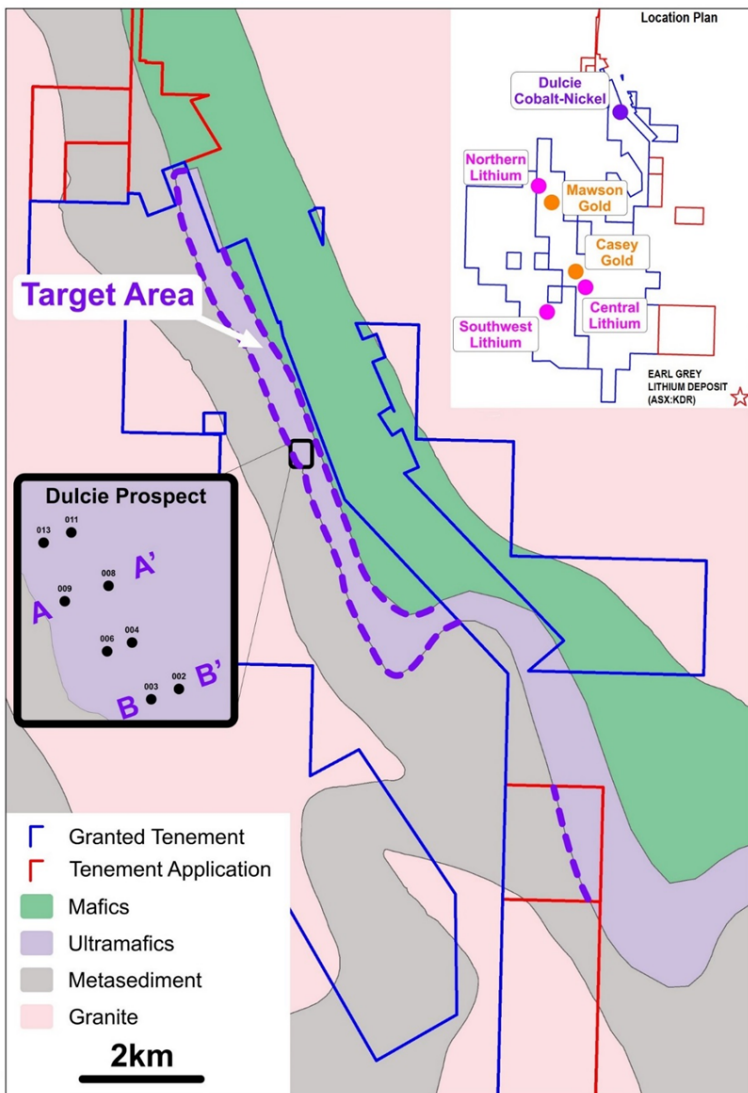 Location Plan
Dulcie
Cobalt-Nickel
Northern
Lithium
Mawson
Gold
Casey
Gold
Southwest
Lithium
Central
Lithium
EARL GREY
LITHIUM DEPOSIT
(ASX:KDR)
Target Area
Dulcie Prospect
013
011
A'
008
A
009
006
004
B
003
002
B'
Granted Tenement
Tenement Application
Mafics
Ultramafics
Metasediment
Granite
2km